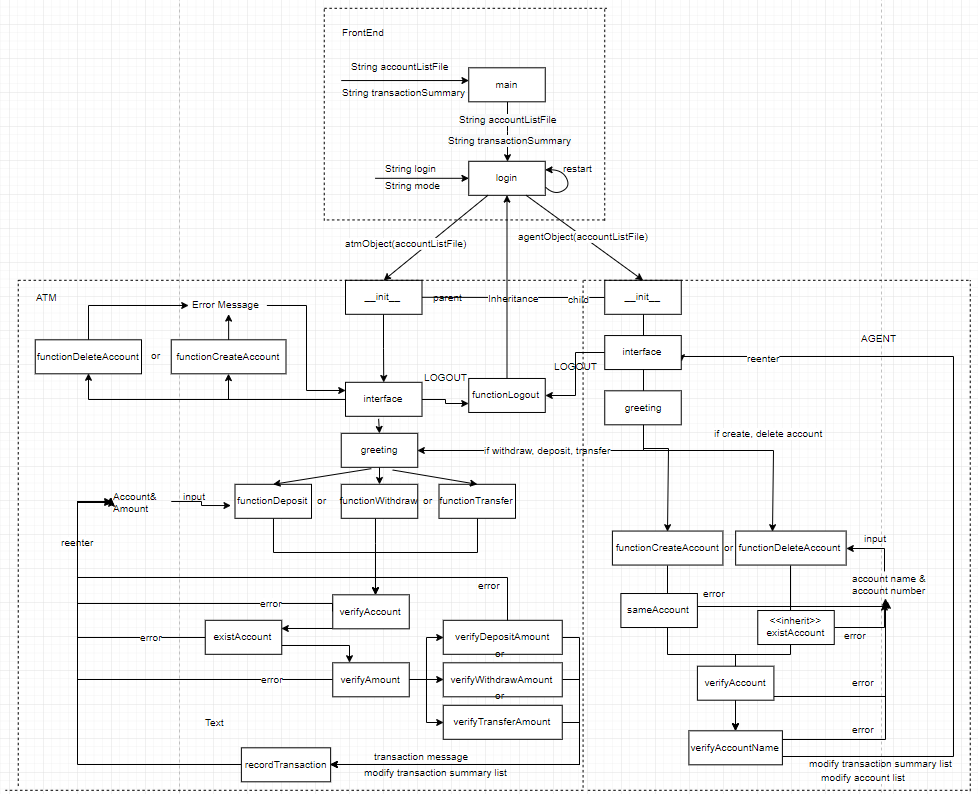 FrontEnd
String accountListFile
String transactionSummary
main
String accountListFile
String transactionSummary
String login
String mode
login
restart
atmObject(accountListFile)
agentObject(accountListFile)
ATM
__init__
parent
Inheritance
child
__init__
Error Message
functionDeleteAccount
or
functionCreateAccount
interface
LOGOUT
functionLogout
LOGOUT
interface
reenter
AGENT
greeting
greeting
if withdraw, deposit, transfer
if create, delete account
Account&
Amount
input
functionDeposit
or
functionWithdraw
or
functionTransfer
reenter
functionCreateAccount
or
functionDeleteAccount
input
account name &
account number
error
error
verifyAccount
error
existAccount
error
verifyAmount
verifyDepositAmount
or
verifyWithdrawAmount
or
verifyTransferAmount
sameAccount
error
<<inherit>>
existAccount
error
verifyAccount
error
verifyAccountName
error
Text
recordTransaction
transaction message
modify transaction summary list
modify transaction summary list
modify account list